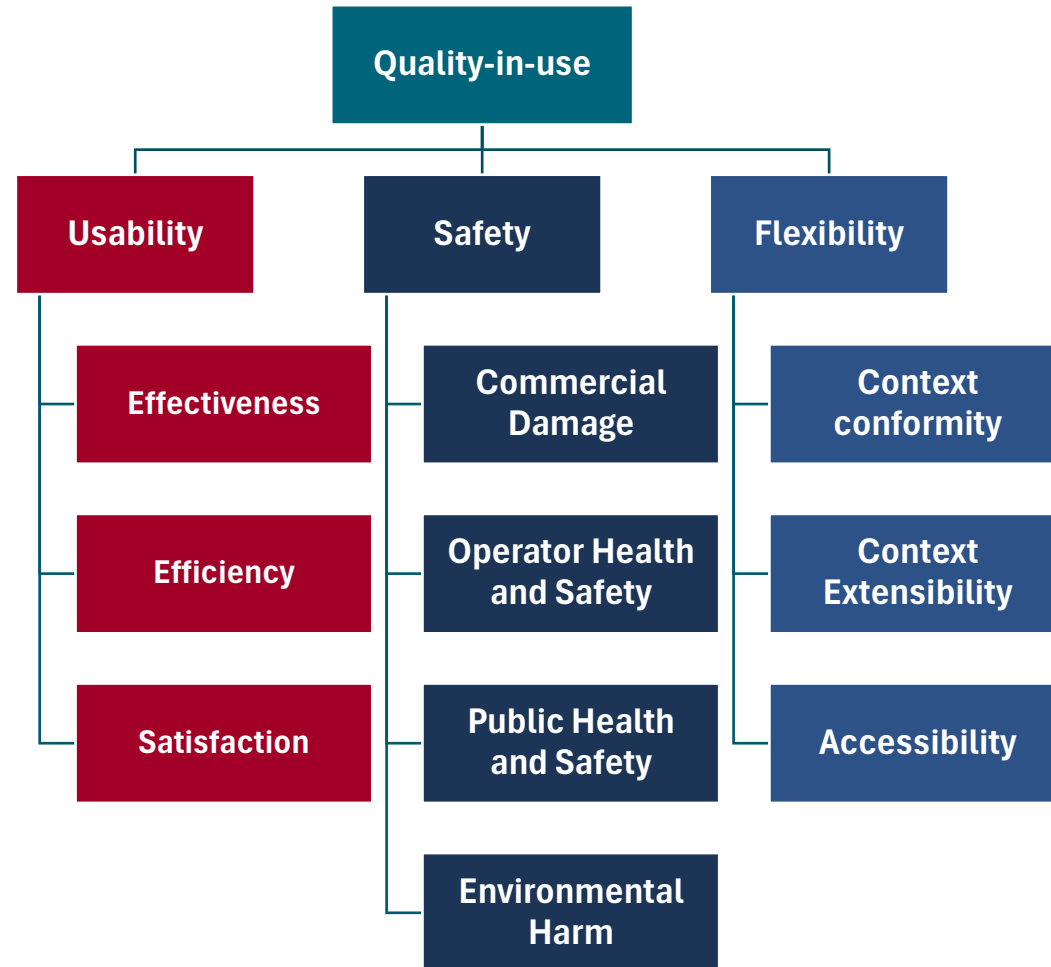 Quality-in-use
Usability
Safety
Flexibility
Effectiveness
Commercial
Damage
Context
conformity
Efficiency
Operator Health
and Safety
Context
Extensibility
Satisfaction
Public Health
and Safety
Accessibility
Environmental
Harm